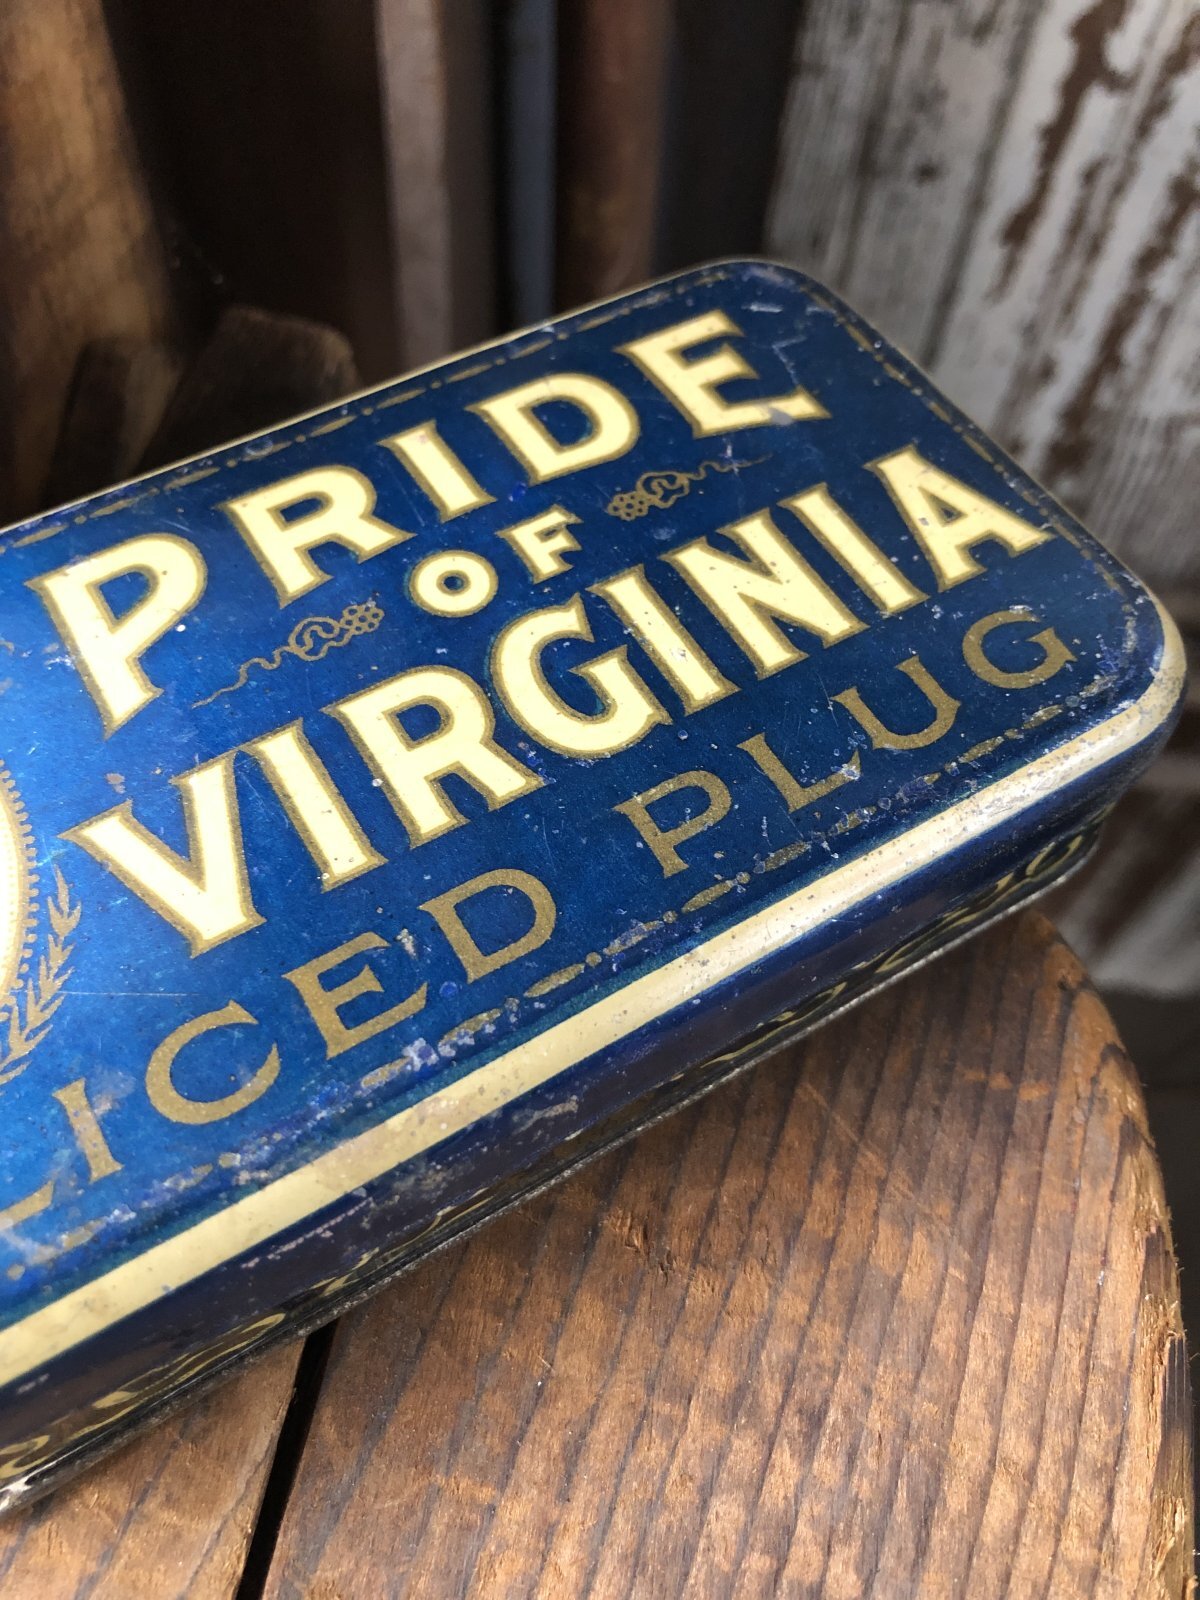 PRIDE
OF
VIRGINIA
LICED PLUG